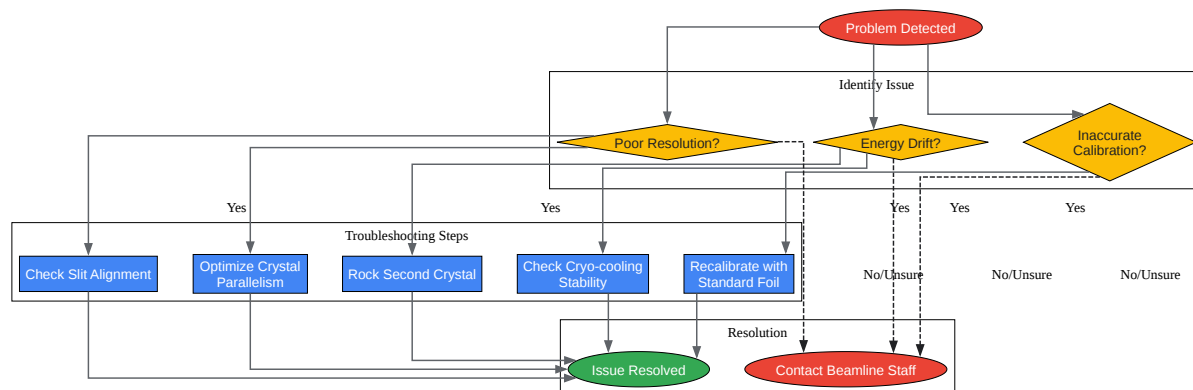 Problem Detected
Identify Issue
Poor Resolution?
Energy Drift?
Inaccurate
Calibration?
Yes
Yes
Yes
Yes
Yes
Troubleshooting Steps
Check Slit Alignment
Optimize Crystal
Parallelism
Rock Second Crystal
Check Cryo-cooling
Stability
Recalibrate with
Standard Foil
No/Unsure
No/Unsure
No/Unsure
Resolution
Issue Resolved
Contact Beamline Staff